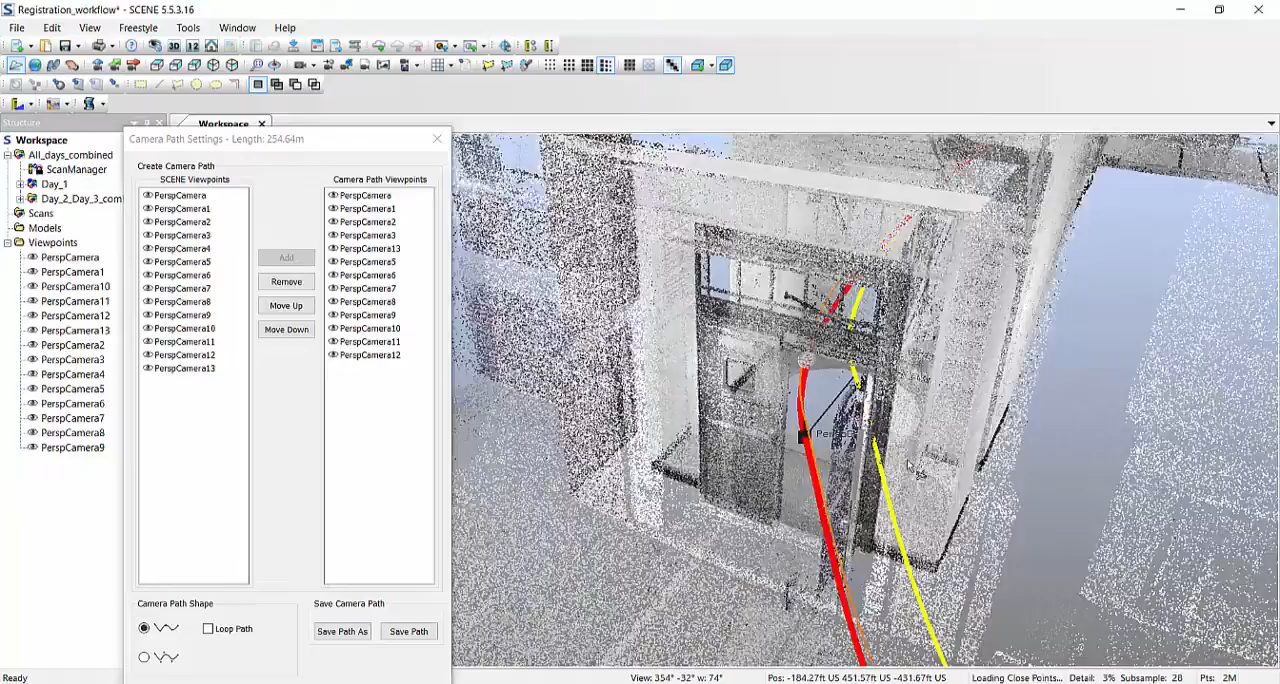 Registration_workflow* - SCENE 5.5.3.16
File Edit View Freestyle Tools Window Help
Structure
Workspace
Workspace
All_days_combined
ScanManager
Day_1
Day_2_Day_3_com
Scans
Models
Viewpoints
PerspCamera
PerspCamera1
PerspCamera10
PerspCamera11
PerspCamera12
PerspCamera13
PerspCamera2
PerspCamera3
PerspCamera4
PerspCamera5
PerspCamera6
PerspCamera7
PerspCamera8
PerspCamera9
Camera Path Settings - Length: 254.64m
Create Camera Path
SCENE Viewpoints
PerspCamera
PerspCamera1
PerspCamera2
PerspCamera3
PerspCamera4
PerspCamera5
PerspCamera6
PerspCamera7
PerspCamera8
PerspCamera9
PerspCamera10
PerspCamera11
PerspCamera12
PerspCamera13
Add
Remove
Move Up
Move Down
Camera Path Viewpoints
PerspCamera
PerspCamera1
PerspCamera2
PerspCamera3
PerspCamera13
PerspCamera5
PerspCamera6
PerspCamera7
PerspCamera8
PerspCamera9
PerspCamera10
PerspCamera11
PerspCamera12
Camera Path Shape
Loop Path
Save Camera Path
Save Path As
Save Path
Ready
View: 354° -32° w: 74°
Pos: -184.27ft US 451.57ft US -431.67ft US
Loading Close Points...
Detail: 3%
Subsample: 28
Pts: 2M